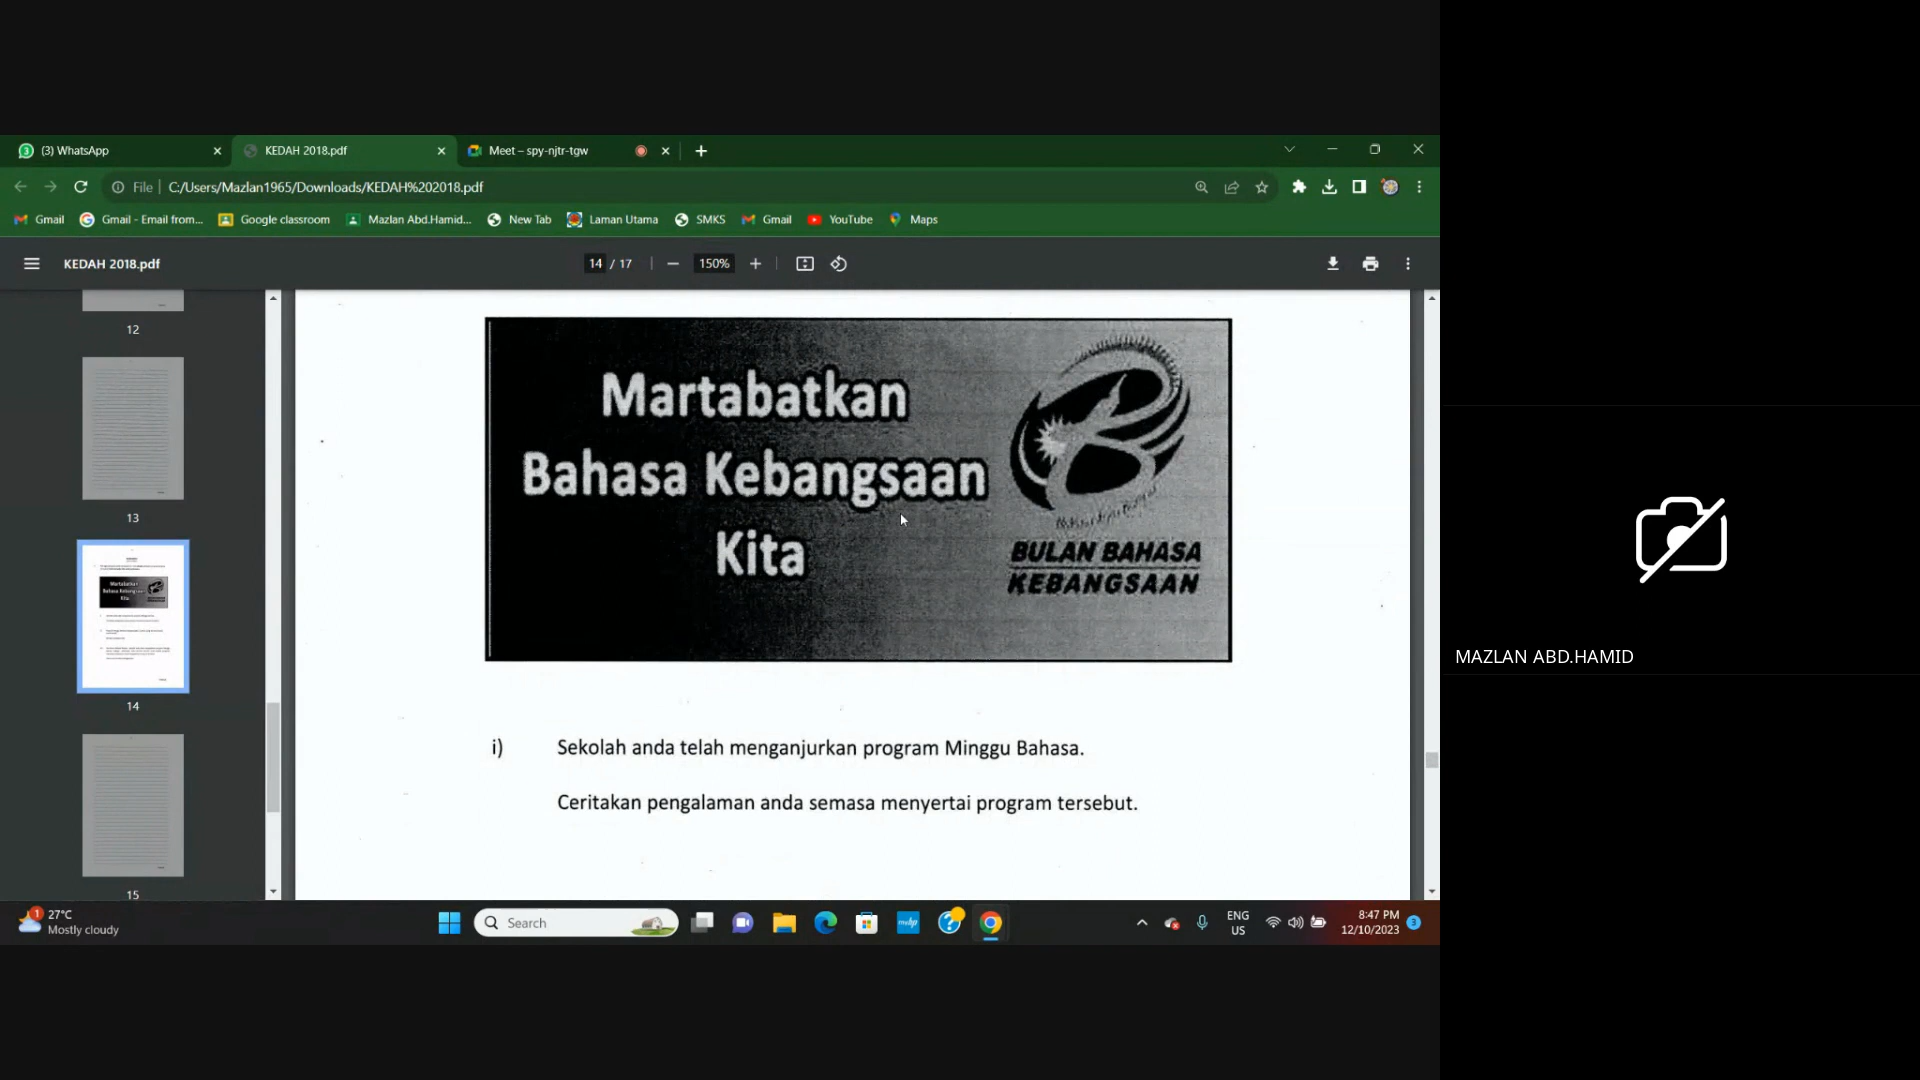 (3) WhatsApp
KEDAH 2018.pdf
Meet – spy-njtr-tgw
File
C:/Users/Mazlan1965/Downloads/KEDAH%202018.pdf
Gmail
Gmail - Email from...
Google classroom
Mazlan Abd.Hamid...
New Tab
Laman Utama
SMKS
Gmail
YouTube
Maps
KEDAH 2018.pdf
14 / 17
150%
12
13
14
15
Martabatkan
Bahasa Kebangsaan
Kita
BULAN BAHASA
KEBANGSAAN
i) Sekolah anda telah menganjurkan program Minggu Bahasa.
Ceritakan pengalaman anda semasa menyertai program tersebut.
MAZLAN ABD.HAMID
1
27°C
Mostly cloudy
Search
mdhp
ENG
US
8:47 PM
12/10/2023
3